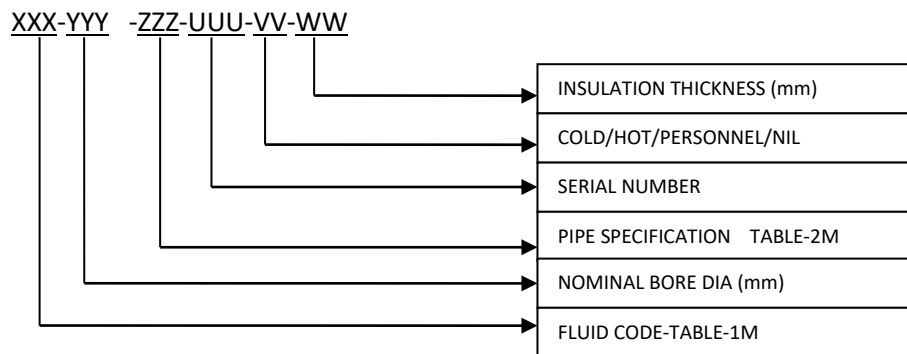 XXX-YYY -ZZZ-UUU-VV-WW
INSULATION THICKNESS (mm)
COLD/HOT/PERSONNEL/NIL
SERIAL NUMBER
PIPE SPECIFICATION TABLE-2M
NOMINAL BORE DIA (mm)
FLUID CODE-TABLE-1M